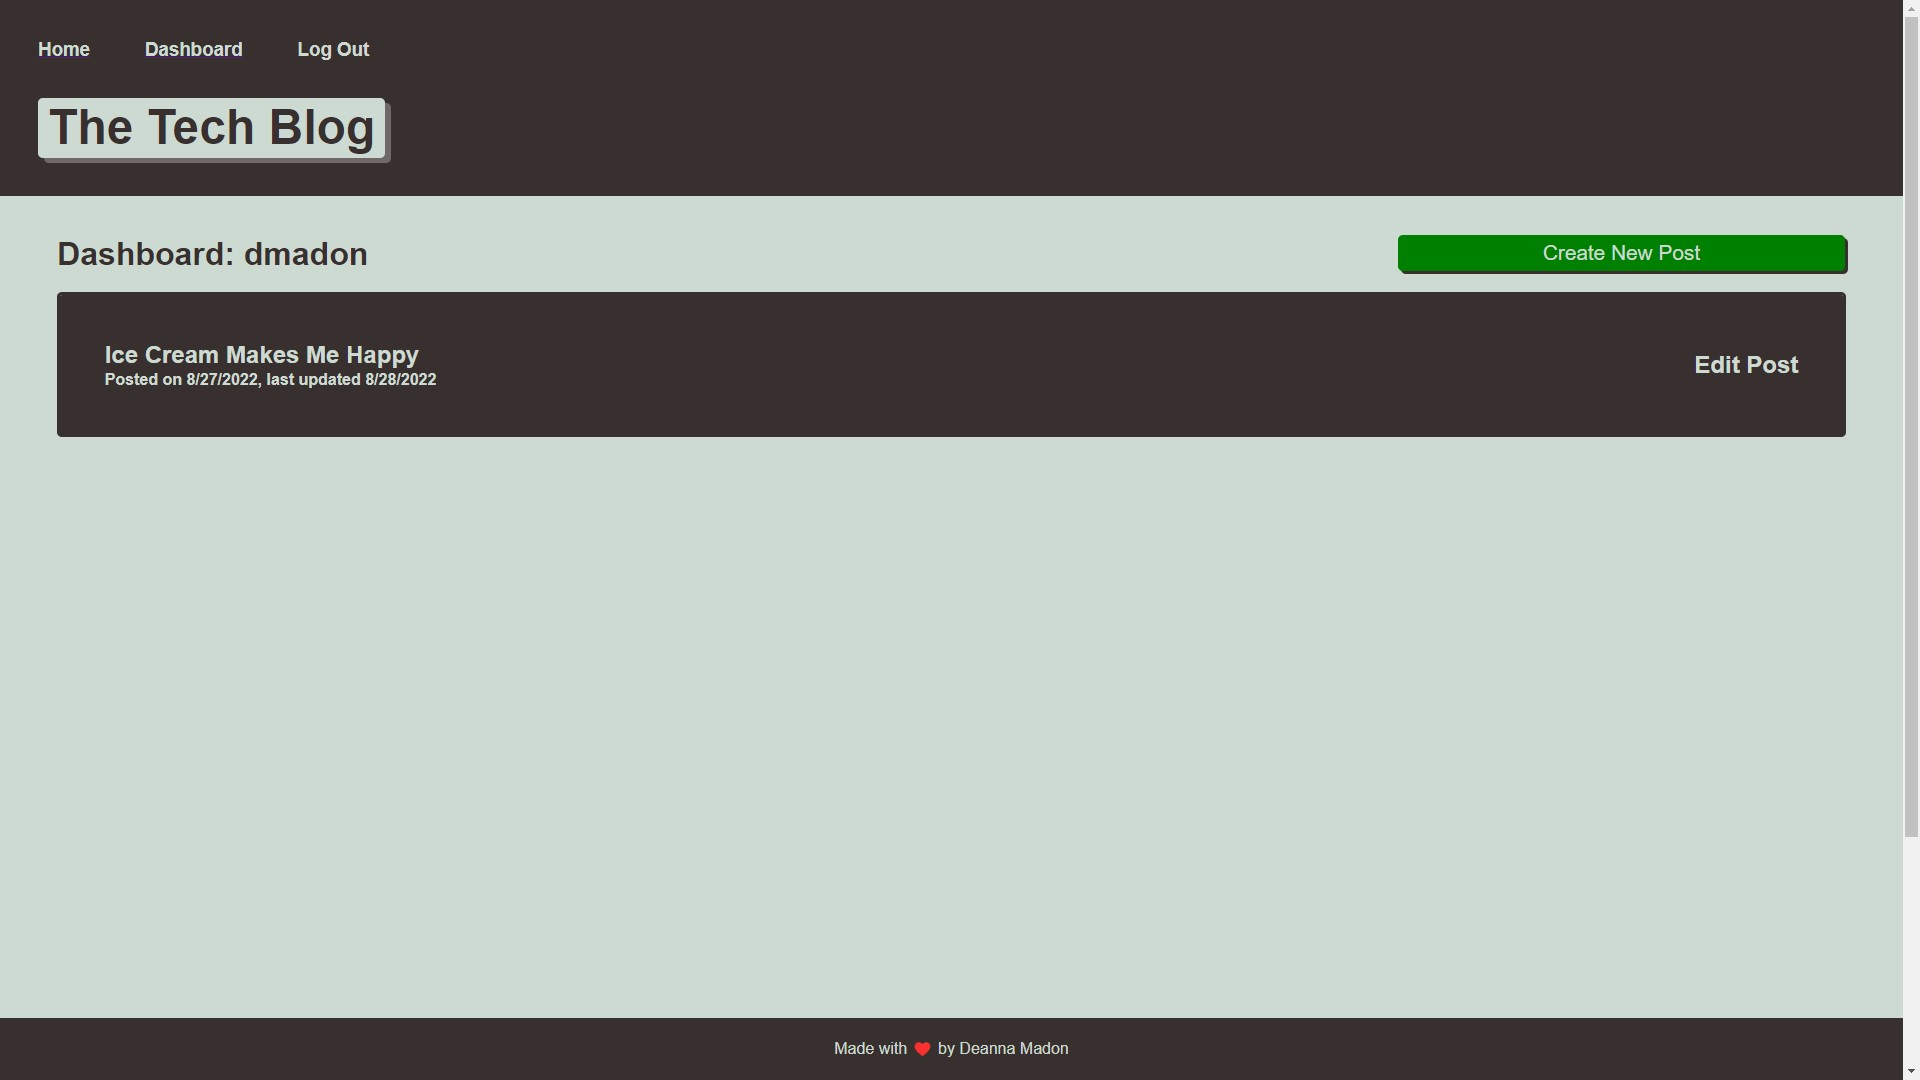 Home Dashboard Log Out
The Tech Blog
Dashboard: dmadon
Create New Post
Ice Cream Makes Me Happy
Posted on 8/27/2022, last updated 8/28/2022
Edit Post
Made with ❤️ by Deanna Madon